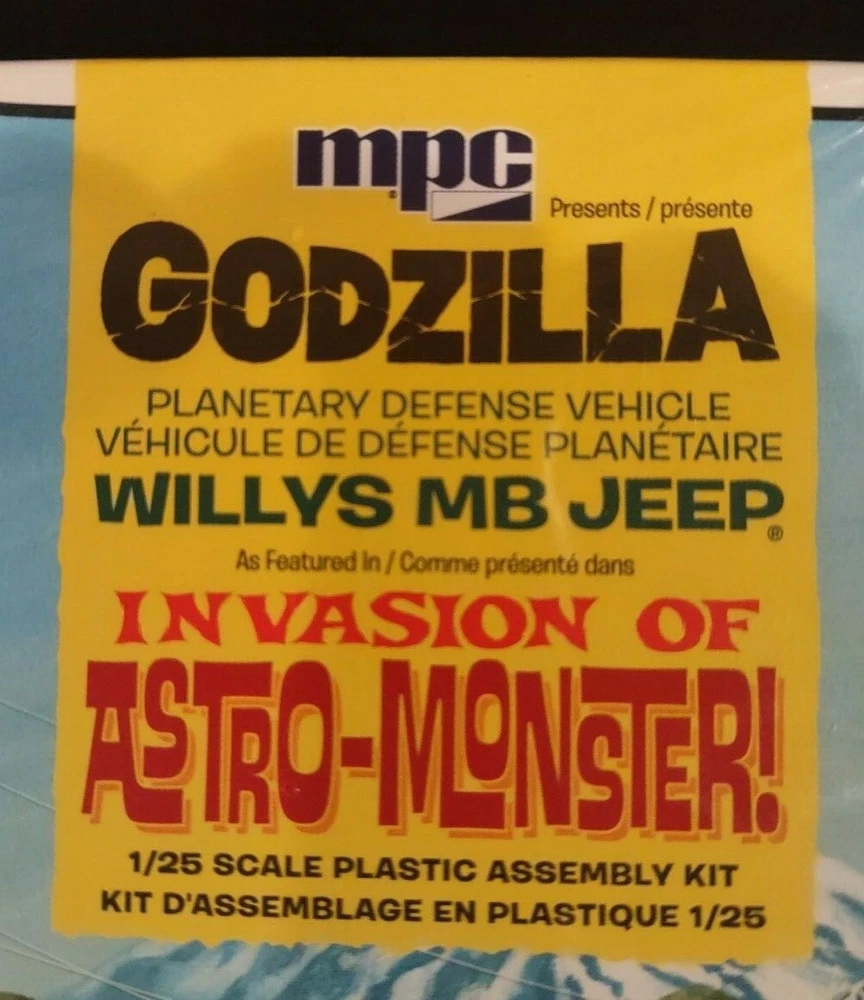 mpc
Presents / présente
GODZILLA
PLANETARY DEFENSE VEHICLE
VÉHICULE DE DÉFENSE PLANÉTAIRE
WILLYS MB JEEP®
As Featured In / Comme présenté dans
INVASION OF
ASTRO-MONSTER!
1/25 SCALE PLASTIC ASSEMBLY KIT
KIT D'ASSEMBLAGE EN PLASTIQUE 1/25